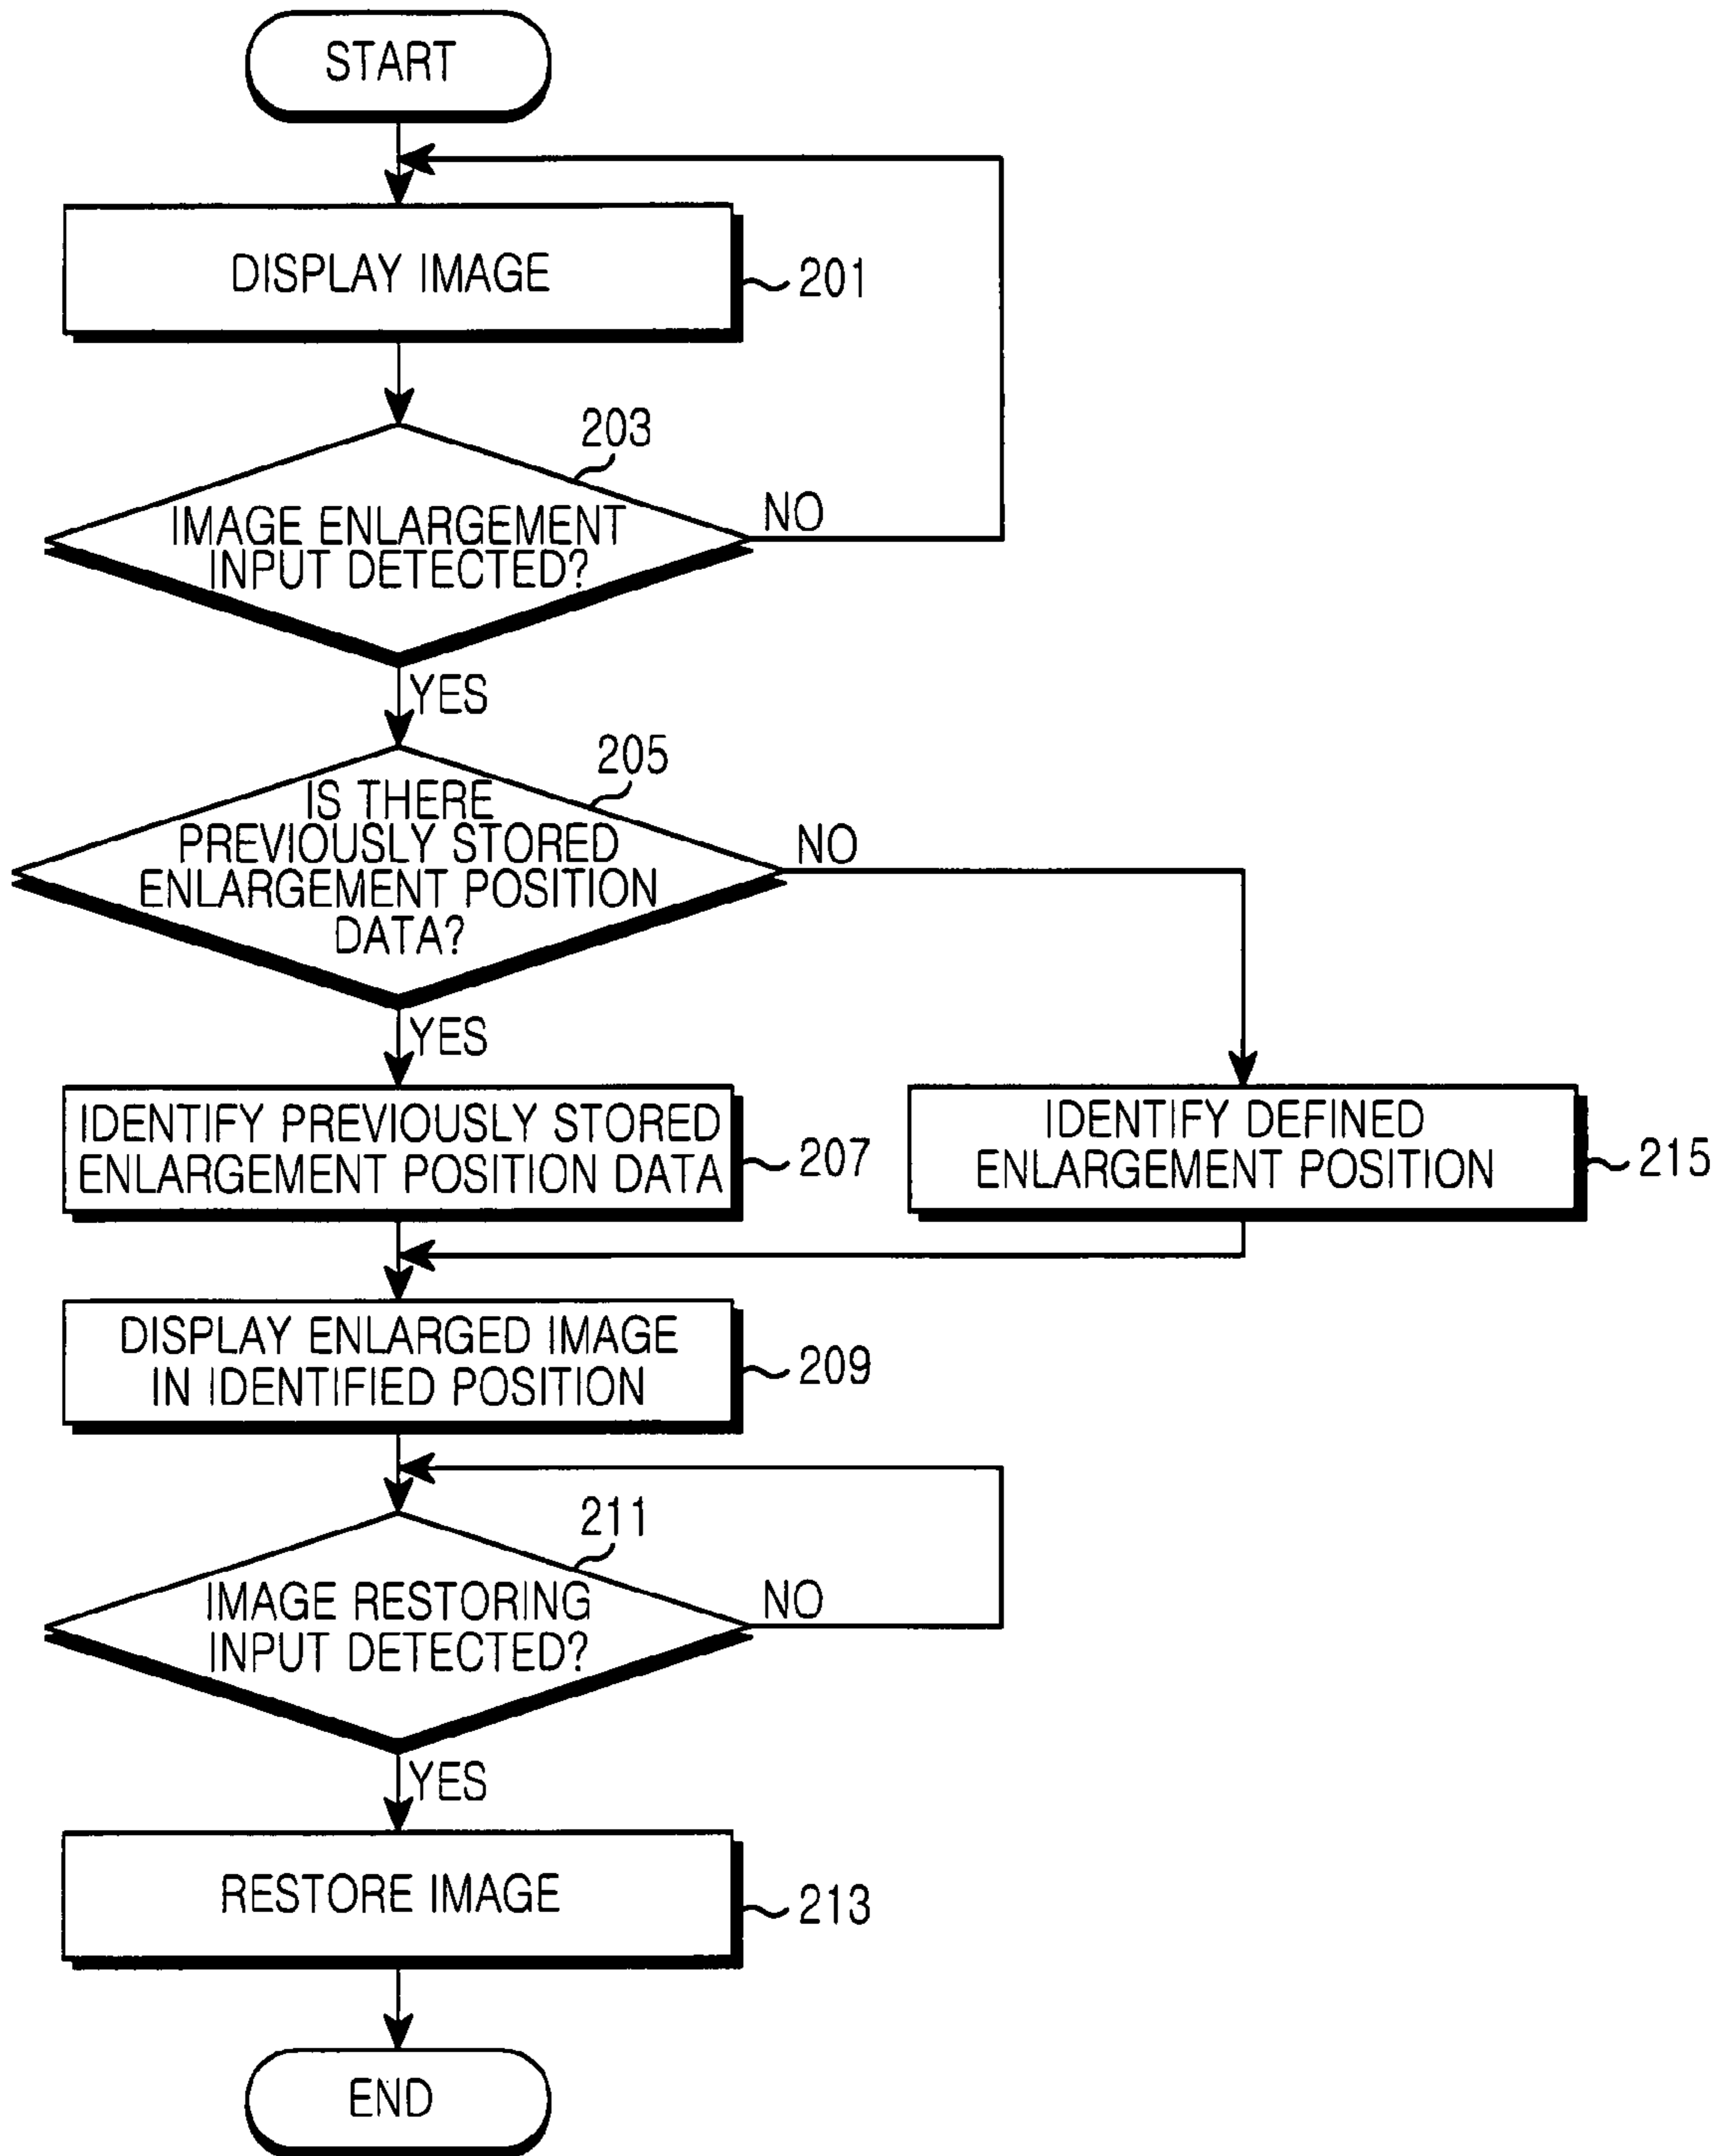 START
DISPLAY IMAGE
201
203
IMAGE ENLARGEMENT
INPUT DETECTED?
NO
YES
205
IS THERE
PREVIOUSLY STORED
ENLARGEMENT POSITION
DATA?
NO
YES
IDENTIFY PREVIOUSLY STORED
ENLARGEMENT POSITION DATA
207
IDENTIFY DEFINED
ENLARGEMENT POSITION
215
DISPLAY ENLARGED IMAGE
IN IDENTIFIED POSITION
209
211
IMAGE RESTORING
INPUT DETECTED?
NO
YES
RESTORE IMAGE
213
END